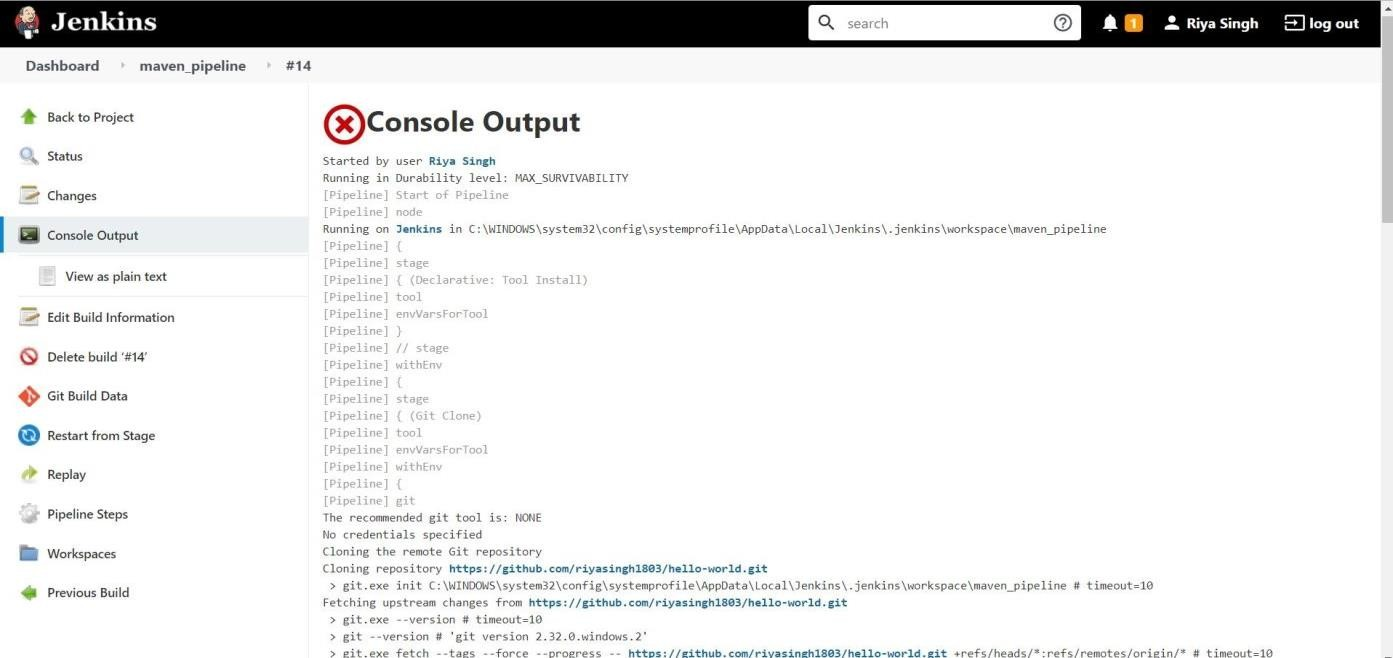 Jenkins
search
1
Riya Singh
log out
Dashboard
maven_pipeline
#14
Back to Project
Status
Changes
Console Output
View as plain text
Edit Build Information
Delete build ‘#14’
Git Build Data
Restart from Stage
Replay
Pipeline Steps
Workspaces
Previous Build
Console Output
Started by user Riya Singh
Running in Durability level: MAX_SURVIVABILITY
[Pipeline] Start of Pipeline
[Pipeline] node
Running on Jenkins in C:\WINDOWS\system32\config\systemprofile\AppData\Local\Jenkins\.jenkins\workspace\maven_pipeline
[Pipeline] {
[Pipeline] stage
[Pipeline] { (Declarative: Tool Install)
[Pipeline] tool
[Pipeline] envVarsForTool
[Pipeline] }
[Pipeline] // stage
[Pipeline] withEnv
[Pipeline] {
[Pipeline] stage
[Pipeline] { (Git Clone)
[Pipeline] tool
[Pipeline] envVarsForTool
[Pipeline] withEnv
[Pipeline] {
[Pipeline] git
The recommended git tool is: NONE
No credentials specified
Cloning the remote Git repository
Cloning repository https://github.com/riyasingh1803/hello-world.git
> git.exe init C:\WINDOWS\system32\config\systemprofile\AppData\Local\Jenkins\.jenkins\workspace\maven_pipeline # timeout=10
Fetching upstream changes from https://github.com/riyasingh1803/hello-world.git
> git.exe --version # timeout=10
> git --version # 'git version 2.32.0.windows.2'
> git.exe fetch --tags --force --progress -- https://github.com/riyasingh1803/hello-world.git +refs/heads/*:refs/remotes/origin/* # timeout=10